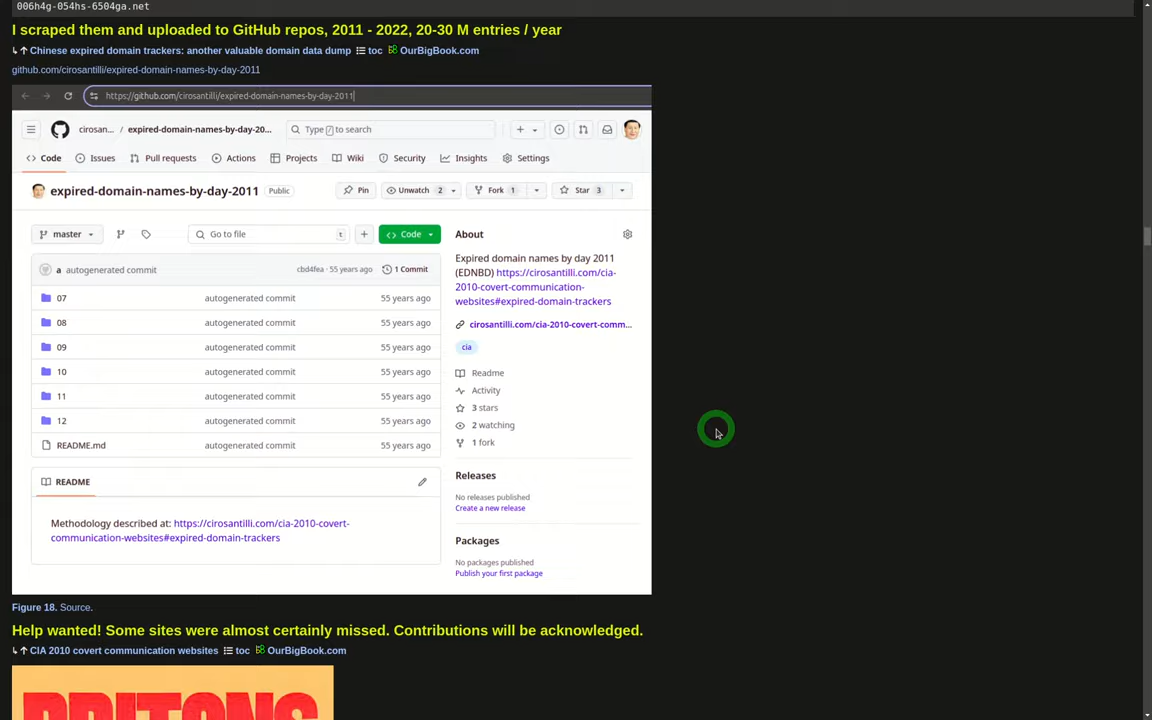 006h4g-054hs-6504ga.net
I scraped them and uploaded to GitHub repos, 2011 - 2022, 20-30 M entries / year
↳↑ Chinese expired domain trackers: another valuable domain data dump toc OurBigBook.com
github.com/cirosantilli/expired-domain-names-by-day-2011
https://github.com/cirosantilli/expired-domain-names-by-day-2011
cirosan... / expired-domain-names-by-day-20... Type / to search
Code Issues Pull requests Actions Projects Wiki Security Insights Settings
expired-domain-names-by-day-2011 Public Pin Unwatch 2 Fork 1 Star 3
master Go to file t Code
a autogenerated commit cbd4fea · 55 years ago 1 Commit
07 autogenerated commit 55 years ago
08 autogenerated commit 55 years ago
09 autogenerated commit 55 years ago
10 autogenerated commit 55 years ago
11 autogenerated commit 55 years ago
12 autogenerated commit 55 years ago
README.md autogenerated commit 55 years ago
README
Methodology described at: https://cirosantilli.com/cia-2010-covert-
communication-websites#expired-domain-trackers
About
Expired domain names by day 2011
(EDNBD) https://cirosantilli.com/cia-
2010-covert-communication-
websites#expired-domain-trackers
cirosantilli.com/cia-2010-covert-comm...
cia
Readme
Activity
3 stars
2 watching
1 fork
Releases
No releases published
Create a new release
Packages
No packages published
Publish your first package
Figure 18. Source.
Help wanted! Some sites were almost certainly missed. Contributions will be acknowledged.
↳↑ CIA 2010 covert communication websites toc OurBigBook.com
BRITONS